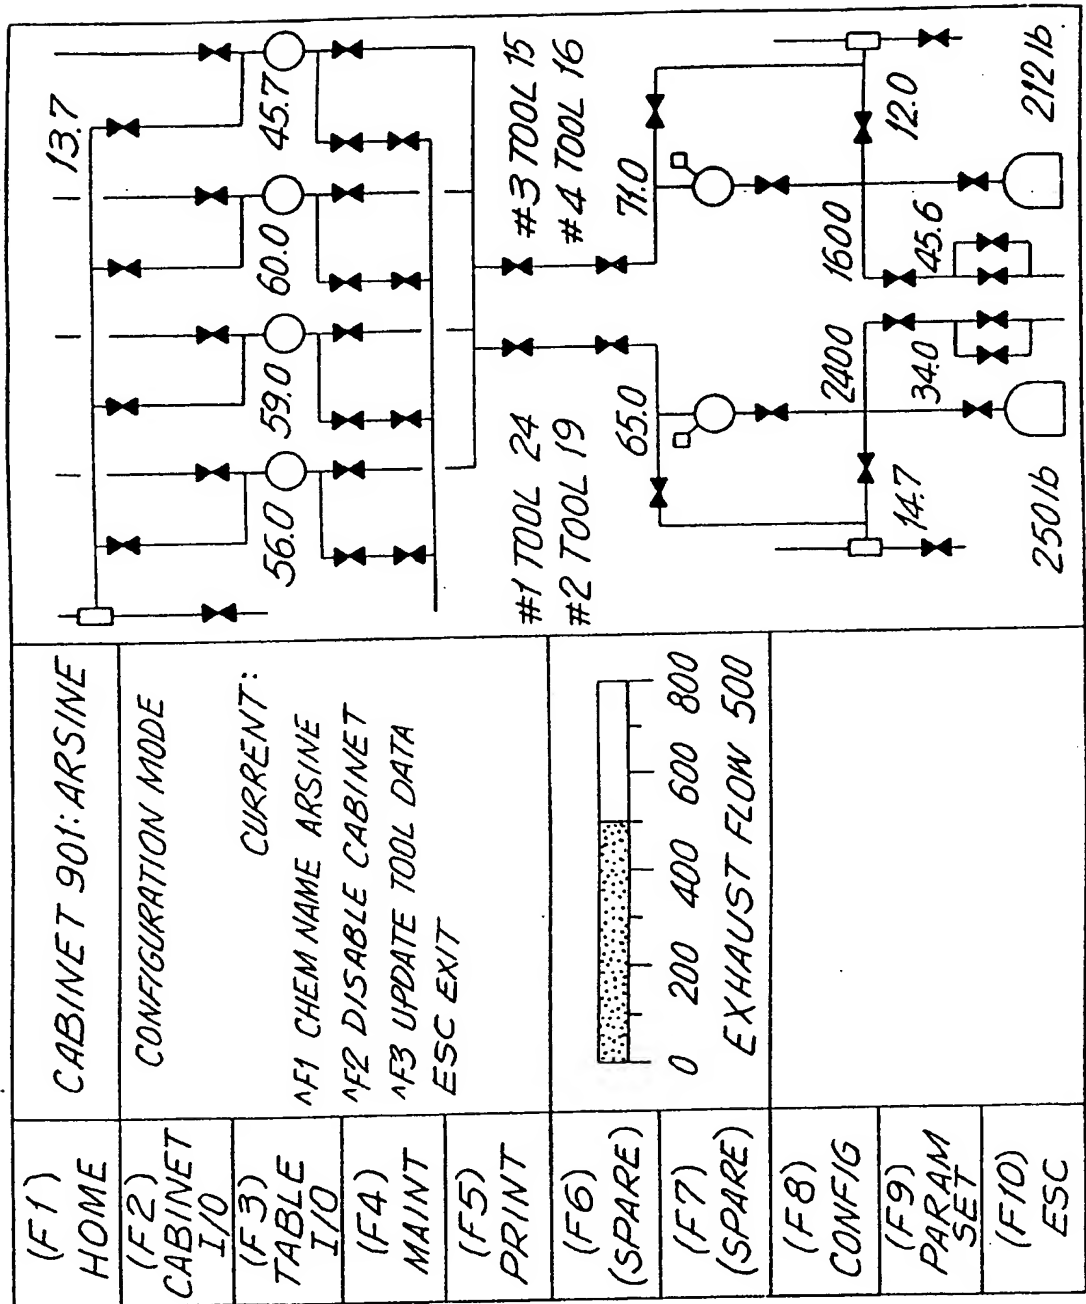 (F1)
HOME
(F2)
CABINET
I/O
(F3)
TABLE
I/O
(F4)
MAINT
(F5)
PRINT
(F6)
(SPARE)
(F7)
(SPARE)
(F8)
CONFIG
(F9)
PARAM
SET
(F10)
ESC
CABINET 901: ARSINE
CONFIGURATION MODE
CURRENT:
^F1 CHEM NAME ARSINE
^F2 DISABLE CABINET
^F3 UPDATE TOOL DATA
ESC EXIT
0 200 400 600 800
EXHAUST FLOW 500
13.7
56.0 59.0 60.0 45.7
#1 TOOL 24
#2 TOOL 19
#3 TOOL 15
#4 TOOL 16
65.0 71.0
2400 1600
14.7 34.0 45.6 12.0
250 lb 212 lb